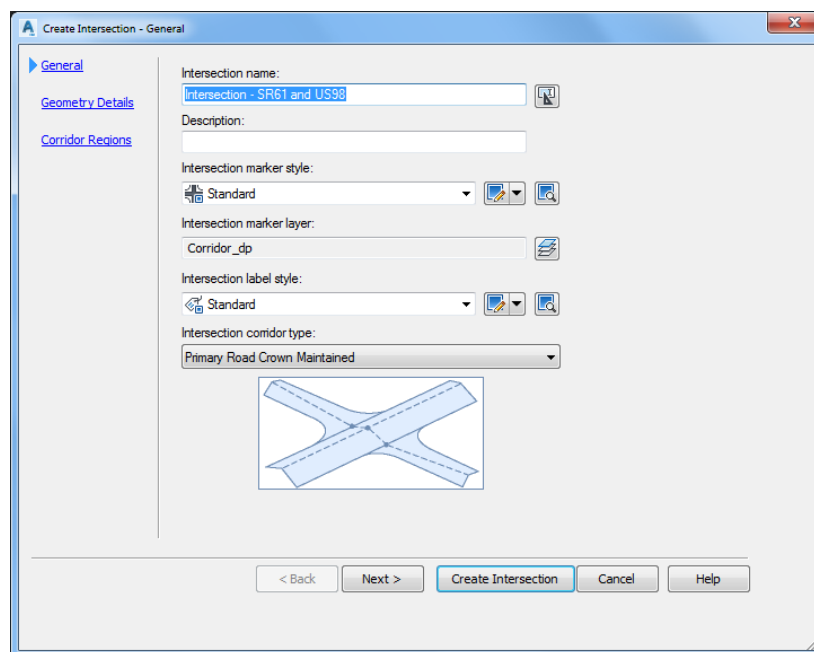 Create Intersection - General
General
Geometry Details
Corridor Regions
Intersection name:
Intersection - SR61 and US98
Description:
Intersection marker style:
Standard
Intersection marker layer:
Corridor_dp
Intersection label style:
Standard
Intersection corridor type:
Primary Road Crown Maintained
< Back Next > Create Intersection Cancel Help